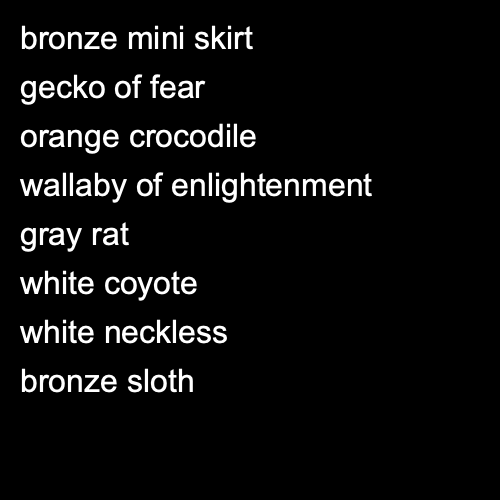 bronze mini skirt
gecko of fear
orange crocodile
wallaby of enlightenment
gray rat
white coyote
white neckless
bronze sloth